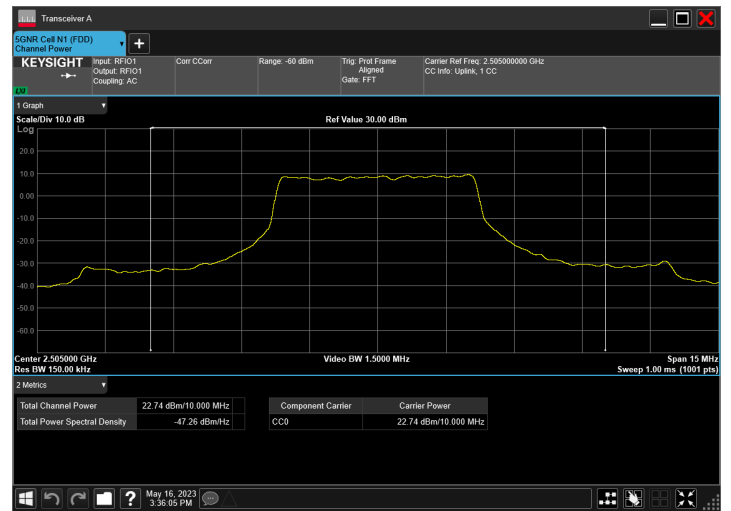 Transceiver A
5GNR Cell N1 (FDD)
Channel Power
KEYSIGHT
LXI
Input: RFIO1
Output: RFIO1
Coupling: AC
Corr CCorr
Range: -60 dBm
Trig: Prot Frame
Aligned
Gate: FFT
Carrier Ref Freq: 2.505000000 GHz
CC Info: Uplink, 1 CC
1 Graph
Scale/Div 10.0 dB
Ref Value 30.00 dBm
Log
20.0
10.0
0.00
-10.0
-20.0
-30.0
-40.0
-50.0
-60.0
Center 2.505000 GHz
Video BW 1.5000 MHz
Span 15 MHz
Res BW 150.00 kHz
Sweep 1.00 ms (1001 pts)
2 Metrics
Total Channel Power 22.74 dBm/10.000 MHz
Total Power Spectral Density -47.26 dBm/Hz
Component Carrier Carrier Power
CC0 22.74 dBm/10.000 MHz
?
May 16, 2023
3:36:05 PM